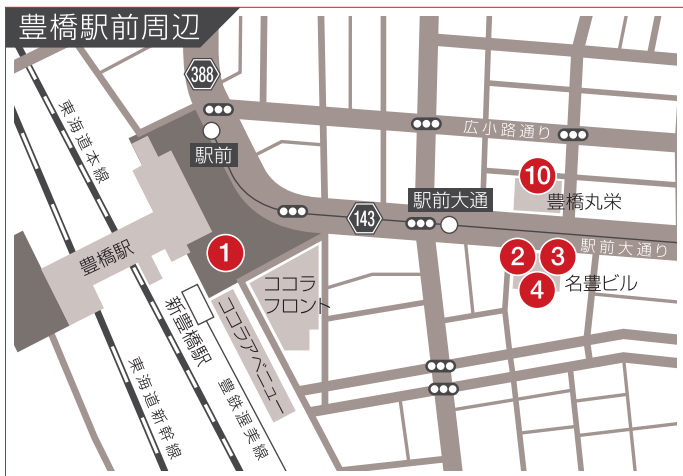 豊橋駅前周辺
388
東海道本線
広小路通り
駅前
10
豊橋丸栄
駅前大通
143
駅前大通り
豊橋駅
1
2
3
4
名豊ビル
ココラ
フロント
新豊橋駅
ココラアベニュー
東海道新幹線
豊鉄渥美線